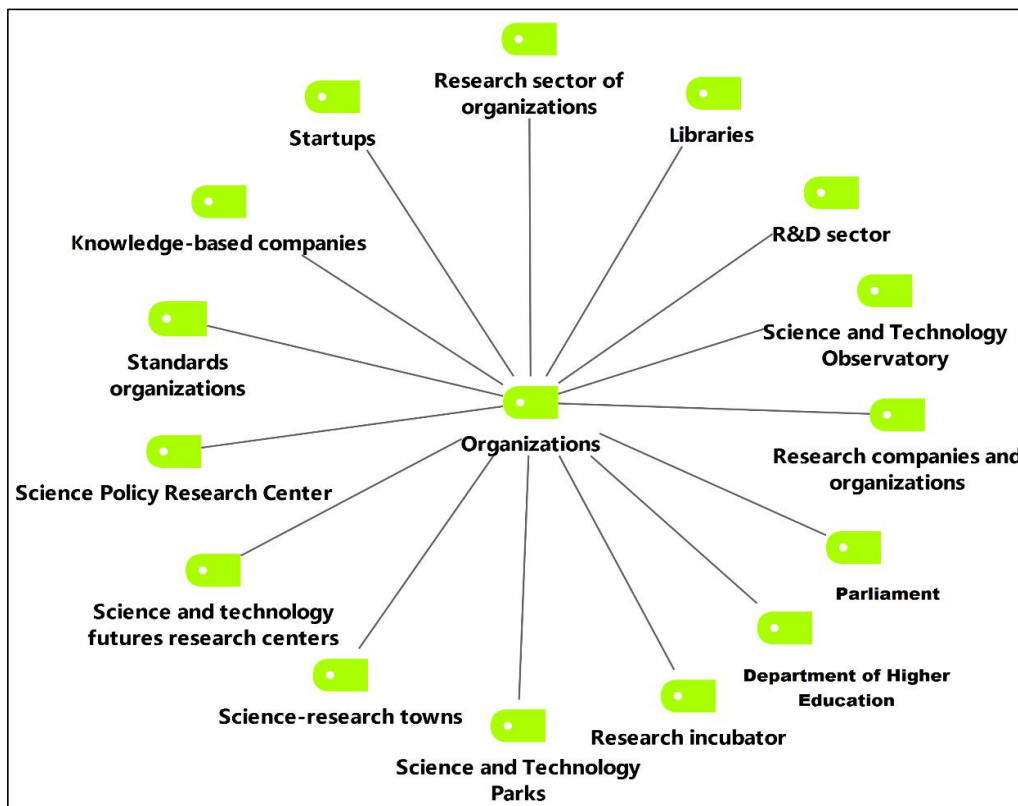 Research sector of
organizations
Startups
Libraries
Knowledge-based companies
R&D sector
Standards
organizations
Science and Technology
Observatory
Organizations
Research companies and
organizations
Science Policy Research Center
Parliament
Science and technology
futures research centers
Department of Higher
Education
Science-research towns
Research incubator
Science and Technology
Parks